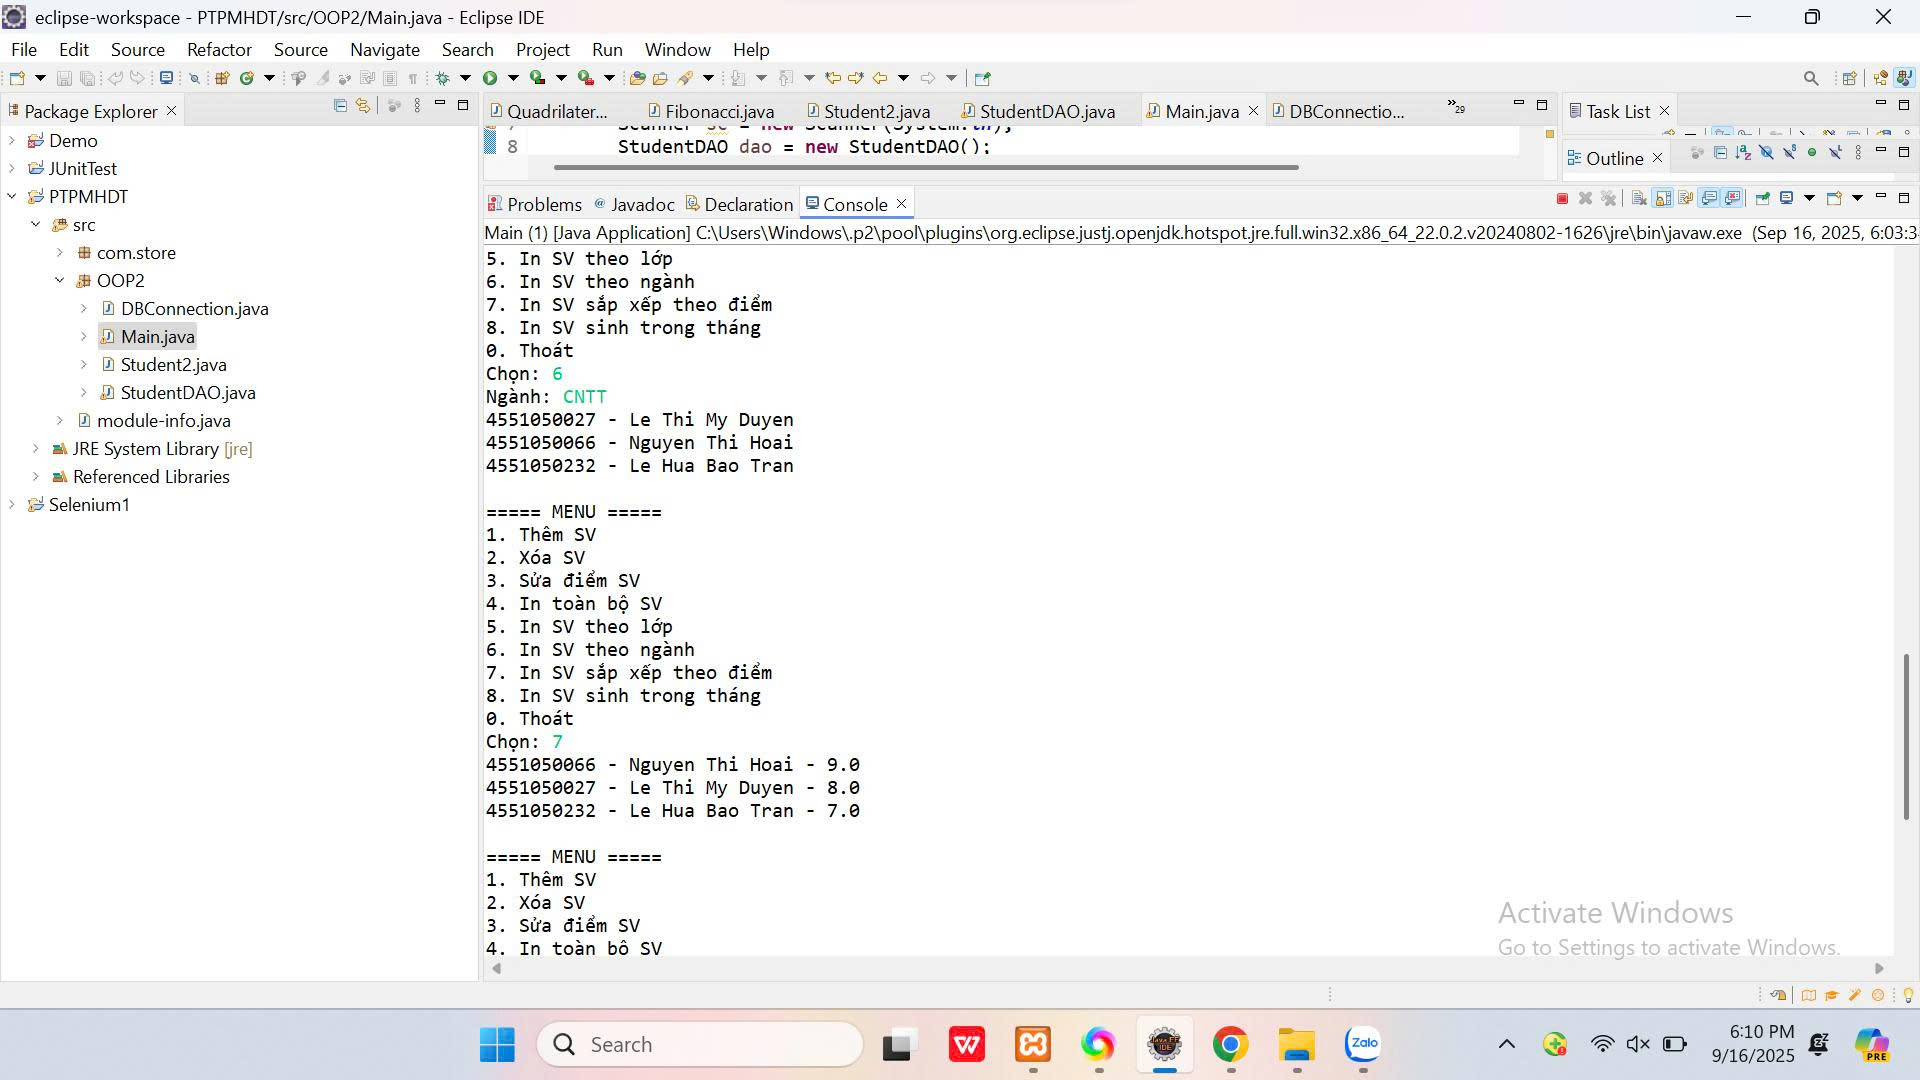 eclipse-workspace - PTPMHDT/src/OOP2/Main.java - Eclipse IDE
File Edit Source Refactor Source Navigate Search Project Run Window Help
Package Explorer
Demo
JUnitTest
PTPMHDT
src
com.store
OOP2
DBConnection.java
Main.java
Student2.java
StudentDAO.java
module-info.java
JRE System Library [jre]
Referenced Libraries
Selenium1
Quadrilater... Fibonacci.java Student2.java StudentDAO.java Main.java DBConnectio... »29
Scanner sc = new Scanner(System.in);
8 StudentDAO dao = new StudentDAO();
Task List
Outline
Problems Javadoc Declaration Console
Main (1) [Java Application] C:\Users\Windows\.p2\pool\plugins\org.eclipse.justj.openjdk.hotspot.jre.full.win32.x86_64_22.0.2.v20240802-1626\jre\bin\javaw.exe (Sep 16, 2025, 6:03:3
5. In SV theo lớp
6. In SV theo ngành
7. In SV sắp xếp theo điểm
8. In SV sinh trong tháng
0. Thoát
Chọn: 6
Ngành: CNTT
4551050027 - Le Thi My Duyen
4551050066 - Nguyen Thi Hoai
4551050232 - Le Hua Bao Tran
===== MENU =====
1. Thêm SV
2. Xóa SV
3. Sửa điểm SV
4. In toàn bộ SV
5. In SV theo lớp
6. In SV theo ngành
7. In SV sắp xếp theo điểm
8. In SV sinh trong tháng
0. Thoát
Chọn: 7
4551050066 - Nguyen Thi Hoai - 9.0
4551050027 - Le Thi My Duyen - 8.0
4551050232 - Le Hua Bao Tran - 7.0
===== MENU =====
1. Thêm SV
2. Xóa SV
3. Sửa điểm SV
4. In toàn bộ SV
Activate Windows
Go to Settings to activate Windows.
Search
Zalo
6:10 PM
9/16/2025
PRE